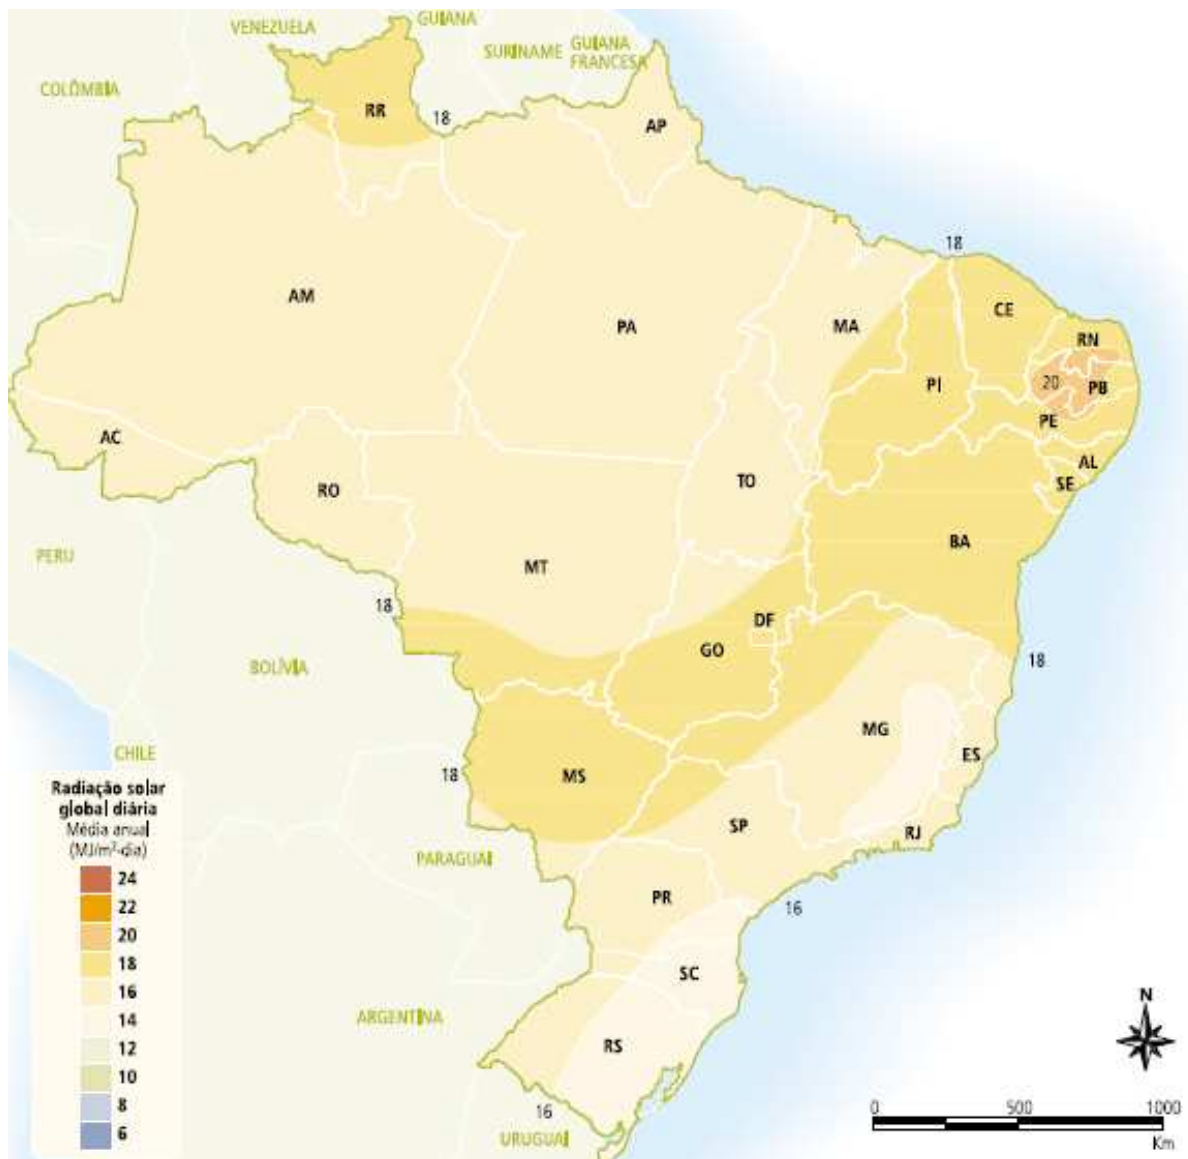 VENEZUELA
GUIANA
SURINAME
GUIANA
FRANCESA
COLÔMBIA
RR
18
AP
18
AM
PA
MA
CE
RN
PI
20
PB
PE
AC
AL
TO
SE
RO
BA
PERU
MT
18
DF
GO
BOLÍVIA
18
MG
CHILE
ES
18
MS
SP
RJ
PARAGUAI
PR
16
SC
ARGENTINA
RS
16
URUGUAI
Radiação solar
global diária
Média anual
(MJ/m²-dia)
24
22
20
18
16
14
12
10
8
6
N
0 500 1000
Km